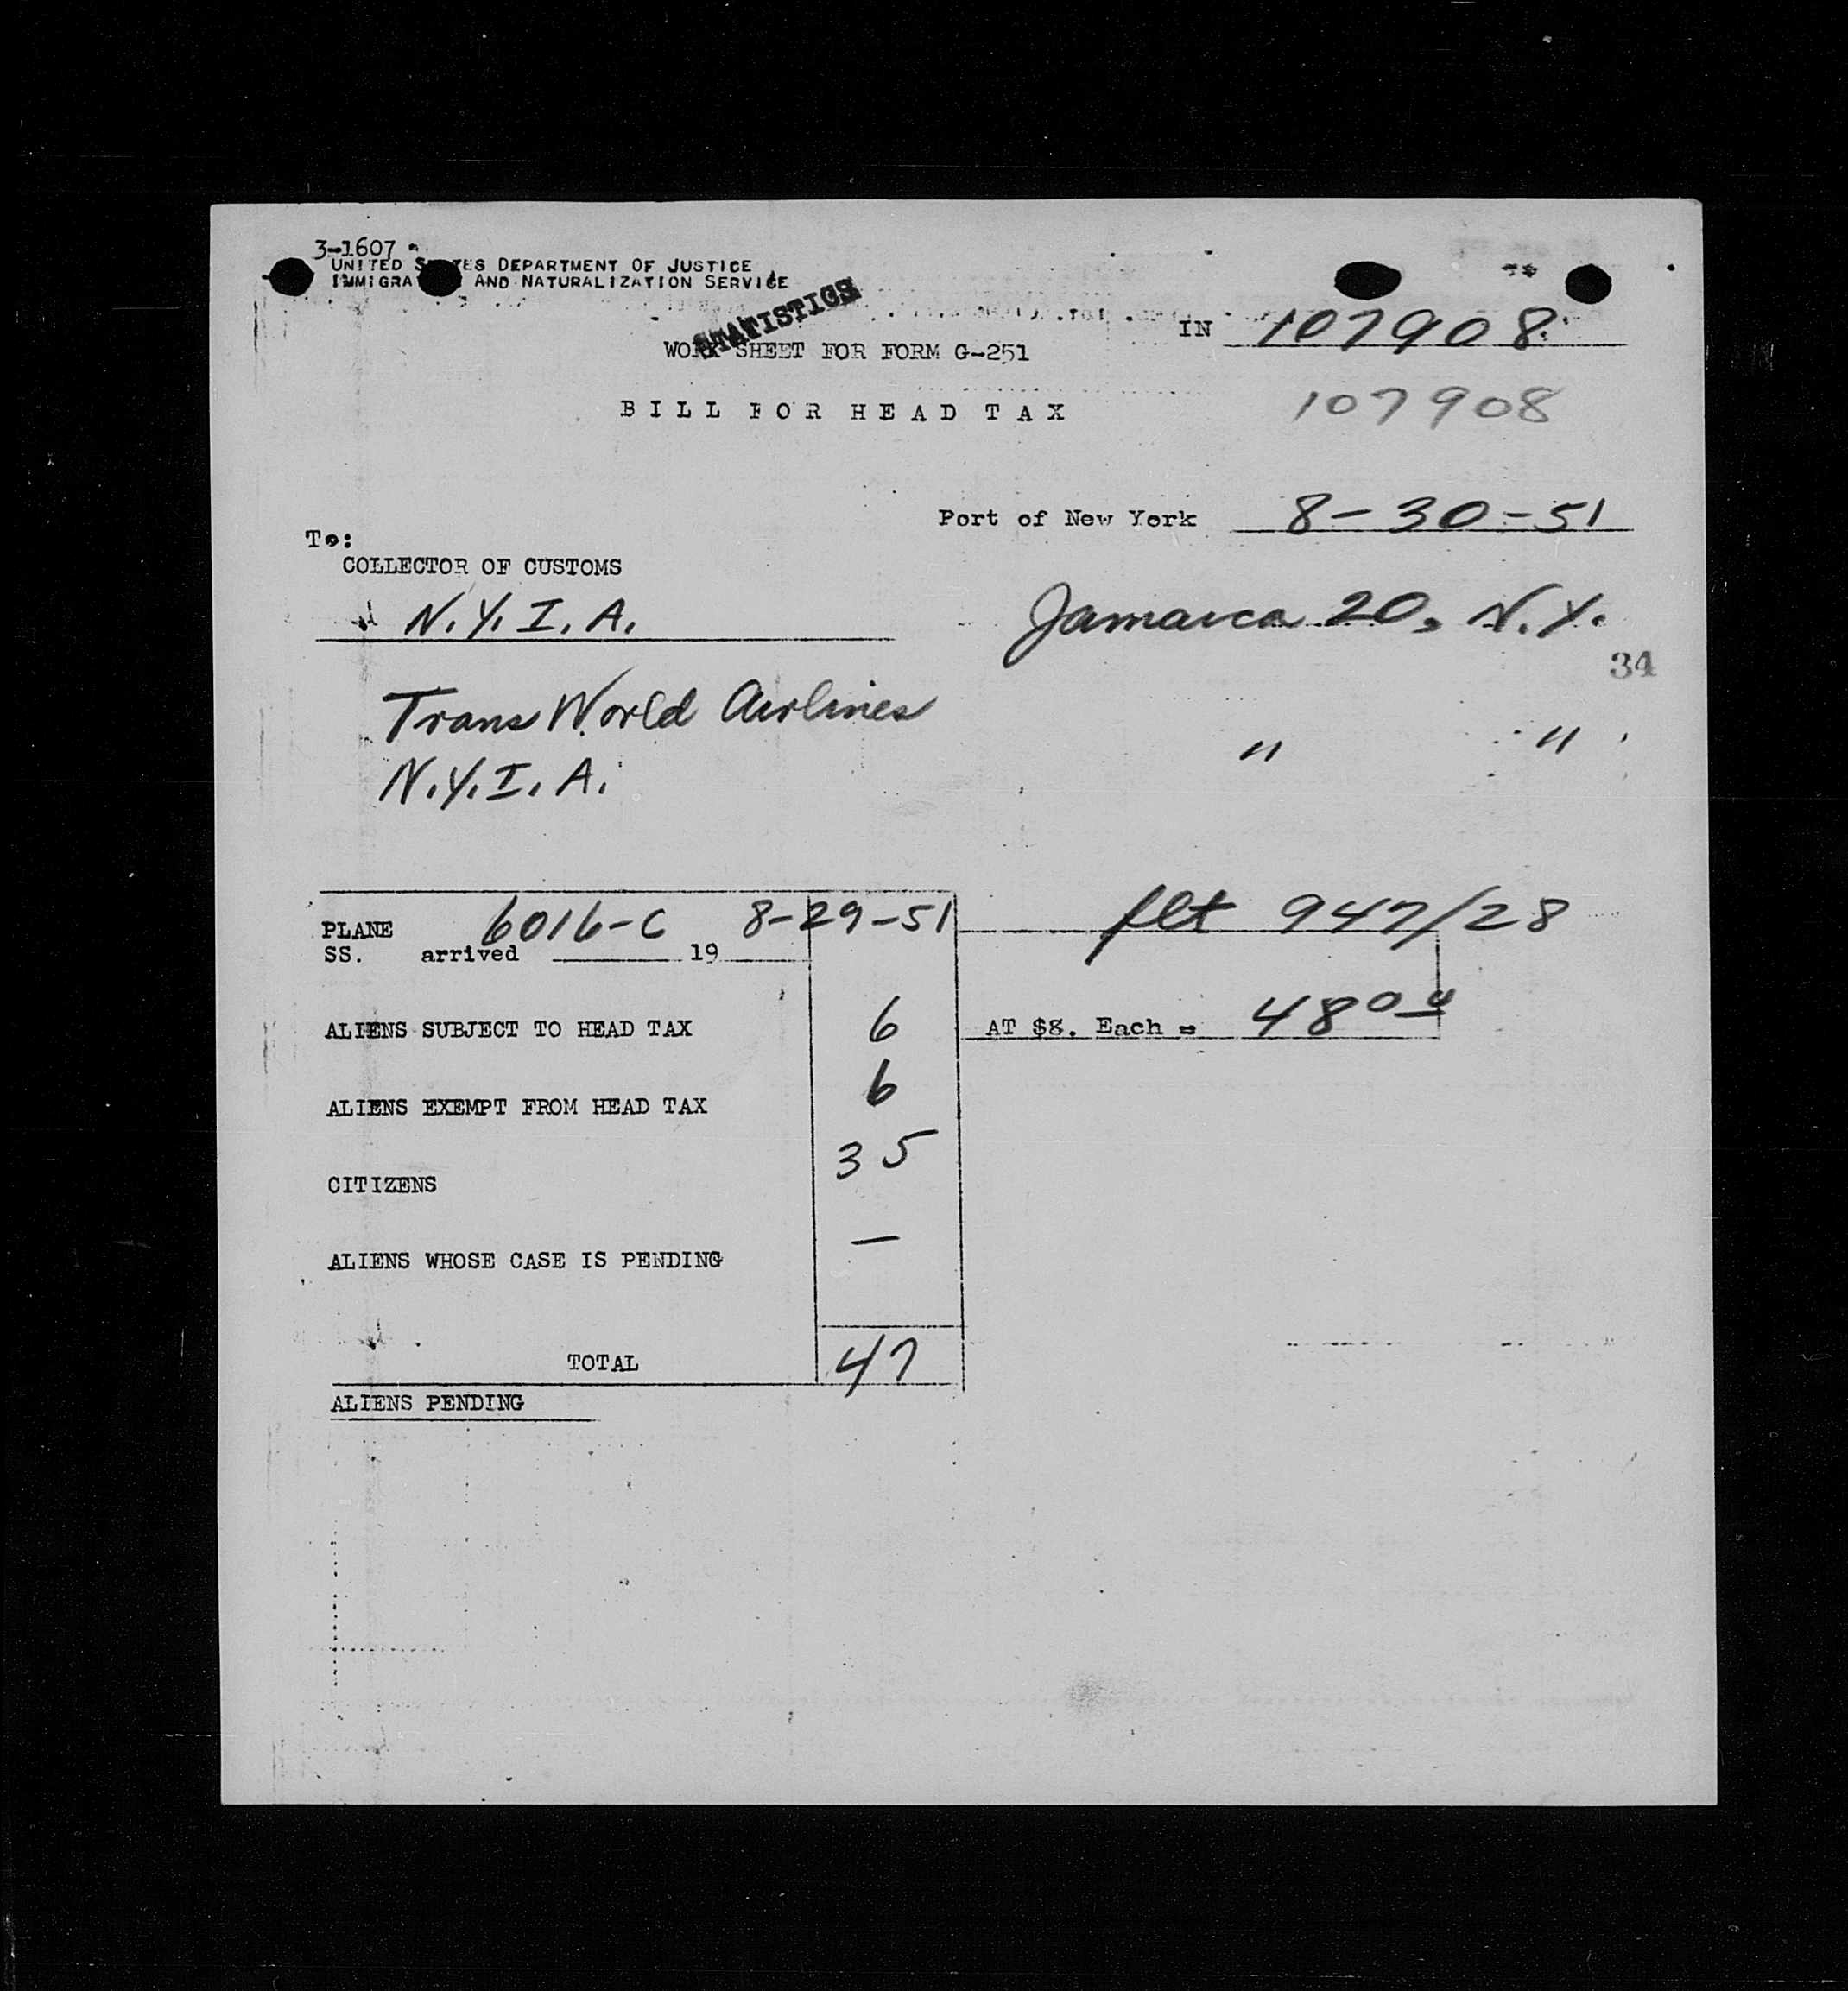 3-1607
UNITED STATES DEPARTMENT OF JUSTICE
IMMIGRA AND NATURALIZATION SERVICE
STATISTICS
IN 107908
WORK SHEET FOR FORM G-251
BILL FOR HEAD TAX
107908
Port of New York 8-30-51
To:
COLLECTOR OF CUSTOMS
N.Y.I.A. Jamaica 20, N.Y.
34
Trans World Airlines " "
N.Y.I.A.
PLANE 6016-C 8-29-51 flt 947/28
SS. arrived 19
ALIENS SUBJECT TO HEAD TAX 6 AT $8. Each = 48 00
ALIENS EXEMPT FROM HEAD TAX 6
CITIZENS 35
ALIENS WHOSE CASE IS PENDING —
TOTAL 47
ALIENS PENDING